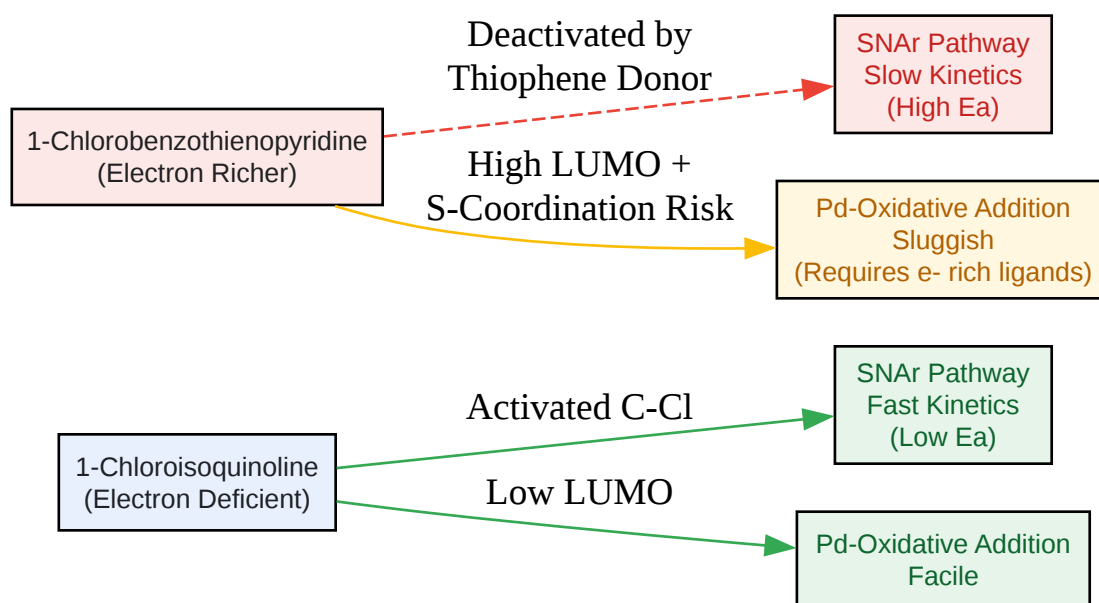 Deactivated by
Thiophene Donor
SNAr Pathway
Slow Kinetics
(High Ea)
1-Chlorobenzothienopyridine
(Electron Richer)
High LUMO +
S-Coordination Risk
Pd-Oxidative Addition
Sluggish
(Requires e- rich ligands)
Activated C-Cl
SNAr Pathway
Fast Kinetics
(Low Ea)
1-Chloroisoquinoline
(Electron Deficient)
Low LUMO
Pd-Oxidative Addition
Facile